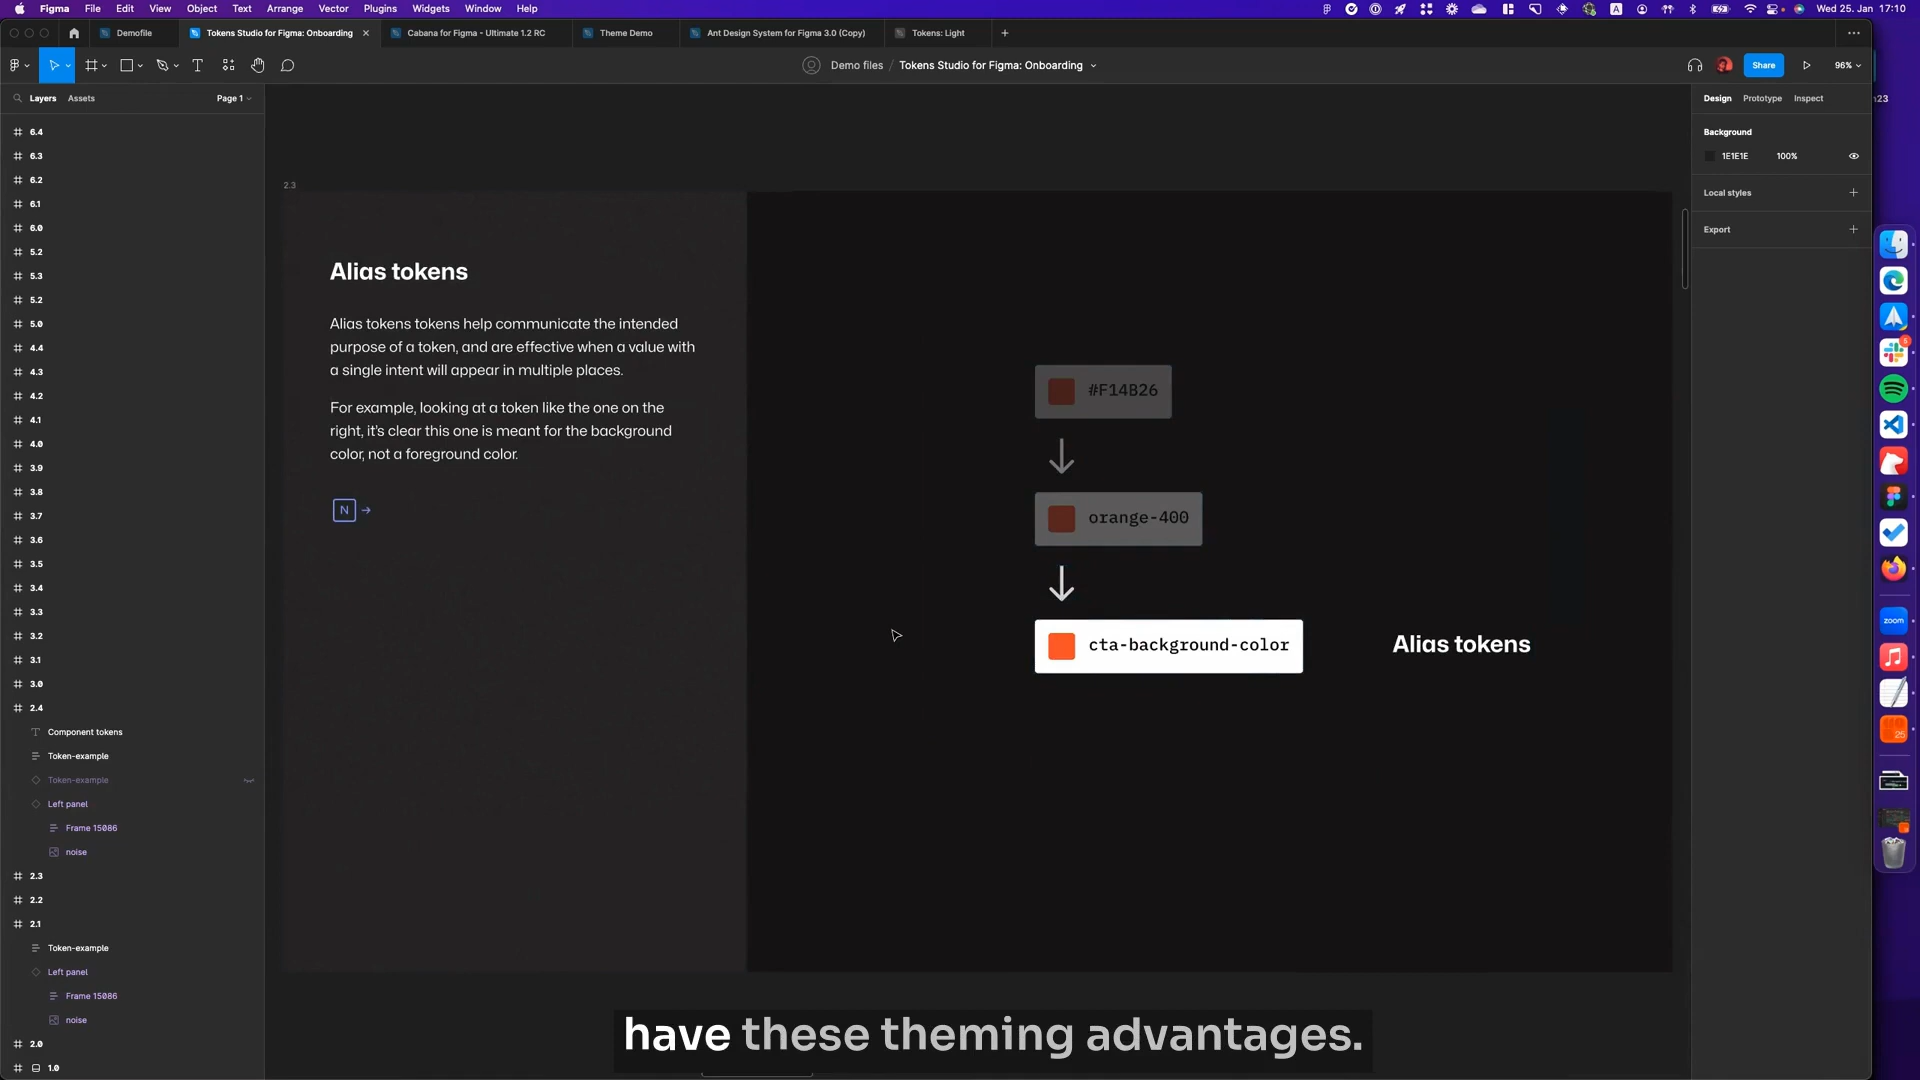 Figma File Edit View Object Text Arrange Vector Plugins Widgets Window Help
A
Wed 25. Jan 17:10
Demofile
Tokens Studio for Figma: Onboarding
Cabana for Figma - Ultimate 1.2 RC
Theme Demo
Ant Design System for Figma 3.0 (Copy)
Tokens: Light
Demo files / Tokens Studio for Figma: Onboarding
Share
96%
Layers
Assets
Page 1
6.4
6.3
6.2
6.1
6.0
5.2
5.3
5.2
5.0
4.4
4.3
4.2
4.1
4.0
3.9
3.8
3.7
3.6
3.5
3.4
3.3
3.2
3.1
3.0
2.4
Component tokens
Token-example
Token-example
Left panel
Frame 15086
noise
2.3
2.2
2.1
Token-example
Left panel
Frame 15086
noise
2.0
1.0
2.3
Alias tokens
Alias tokens tokens help communicate the intended
purpose of a token, and are effective when a value with
a single intent will appear in multiple places.
For example, looking at a token like the one on the
right, it's clear this one is meant for the background
color, not a foreground color.
N →
#F14B26
orange-400
cta-background-color
Alias tokens
have these theming advantages.
Design
Prototype
Inspect
Background
1E1E1E
100%
Local styles
Export
23
5
zoom
25